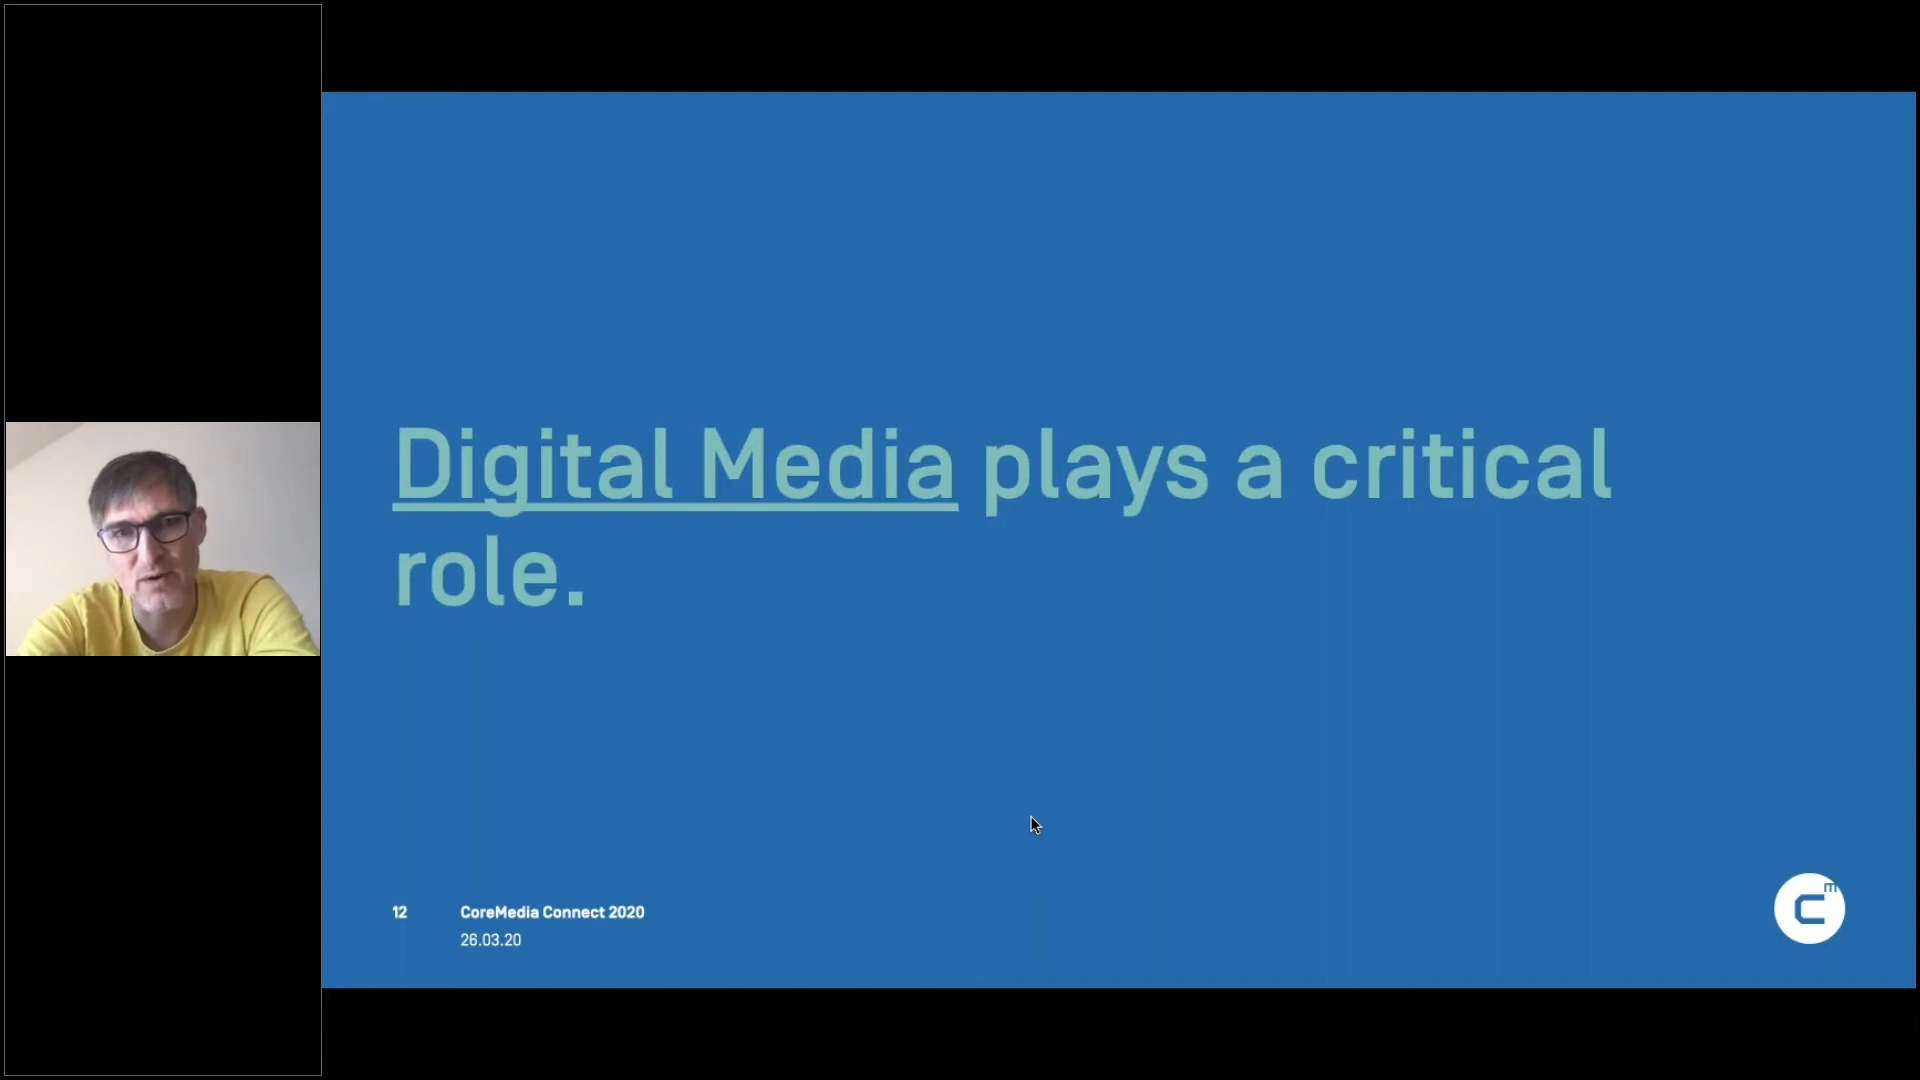 Digital Media plays a critical
role.
12 CoreMedia Connect 2020
26.03.20
C m